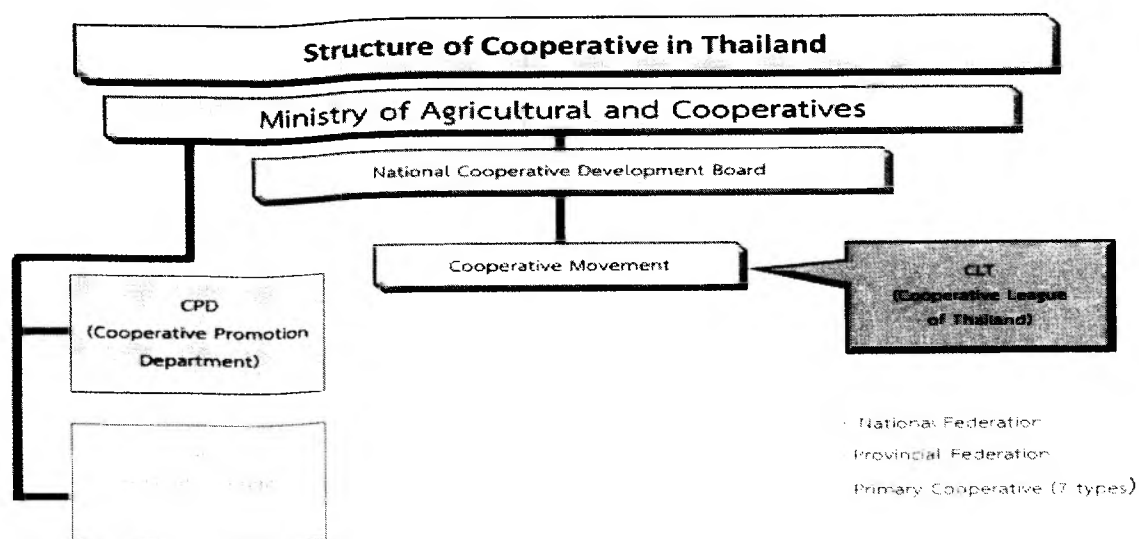 Structure of Cooperative in Thailand
Ministry of Agricultural and Cooperatives
National Cooperative Development Board
Cooperative Movement
CLT
(Cooperative League
of Thailand)
CPD
(Cooperative Promotion
Department)
National Federation
Provincial Federation
Primary Cooperative (7 types)